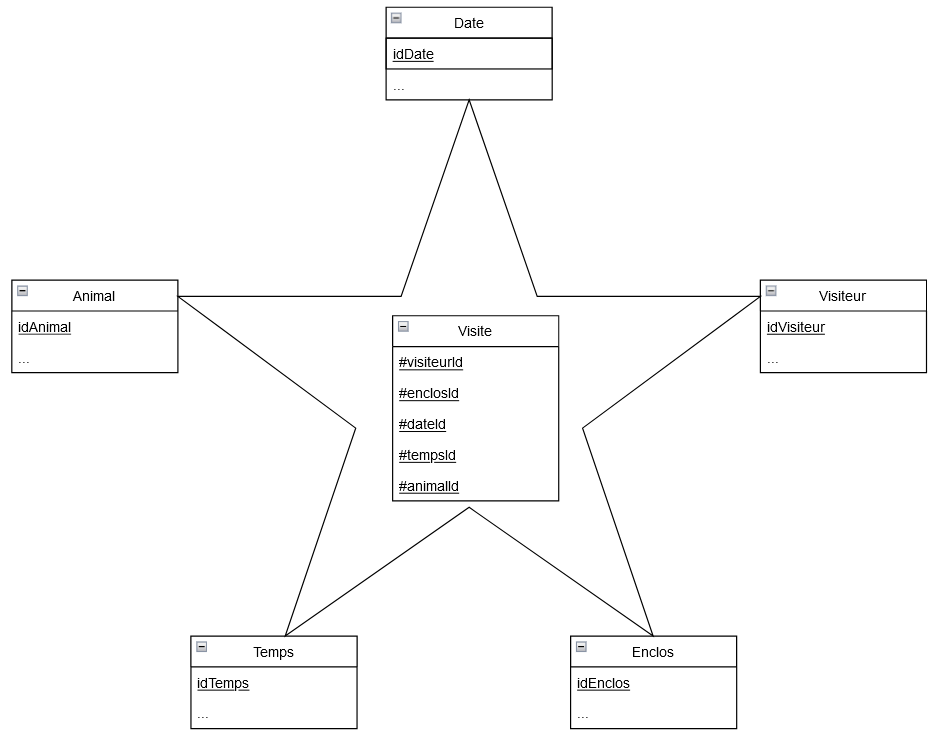 Date
idDate
...
Animal
idAnimal
...
Visiteur
idVisiteur
...
Visite
#visiteurId
#enclosId
#dateId
#tempsId
#animalId
Temps
idTemps
...
Enclos
idEnclos
...